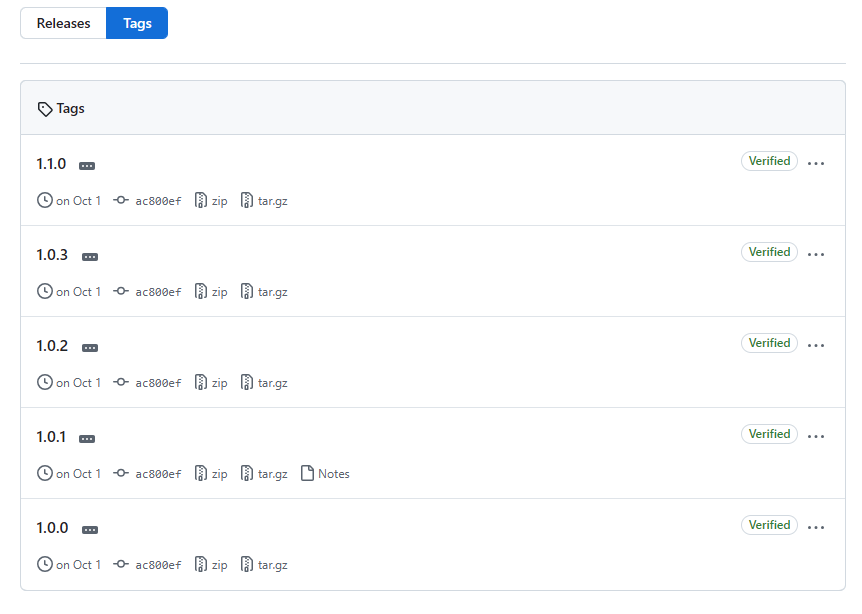 Releases Tags
Tags
1.1.0 Verified
on Oct 1 ac800ef zip tar.gz
1.0.3 Verified
on Oct 1 ac800ef zip tar.gz
1.0.2 Verified
on Oct 1 ac800ef zip tar.gz
1.0.1 Verified
on Oct 1 ac800ef zip tar.gz Notes
1.0.0 Verified
on Oct 1 ac800ef zip tar.gz